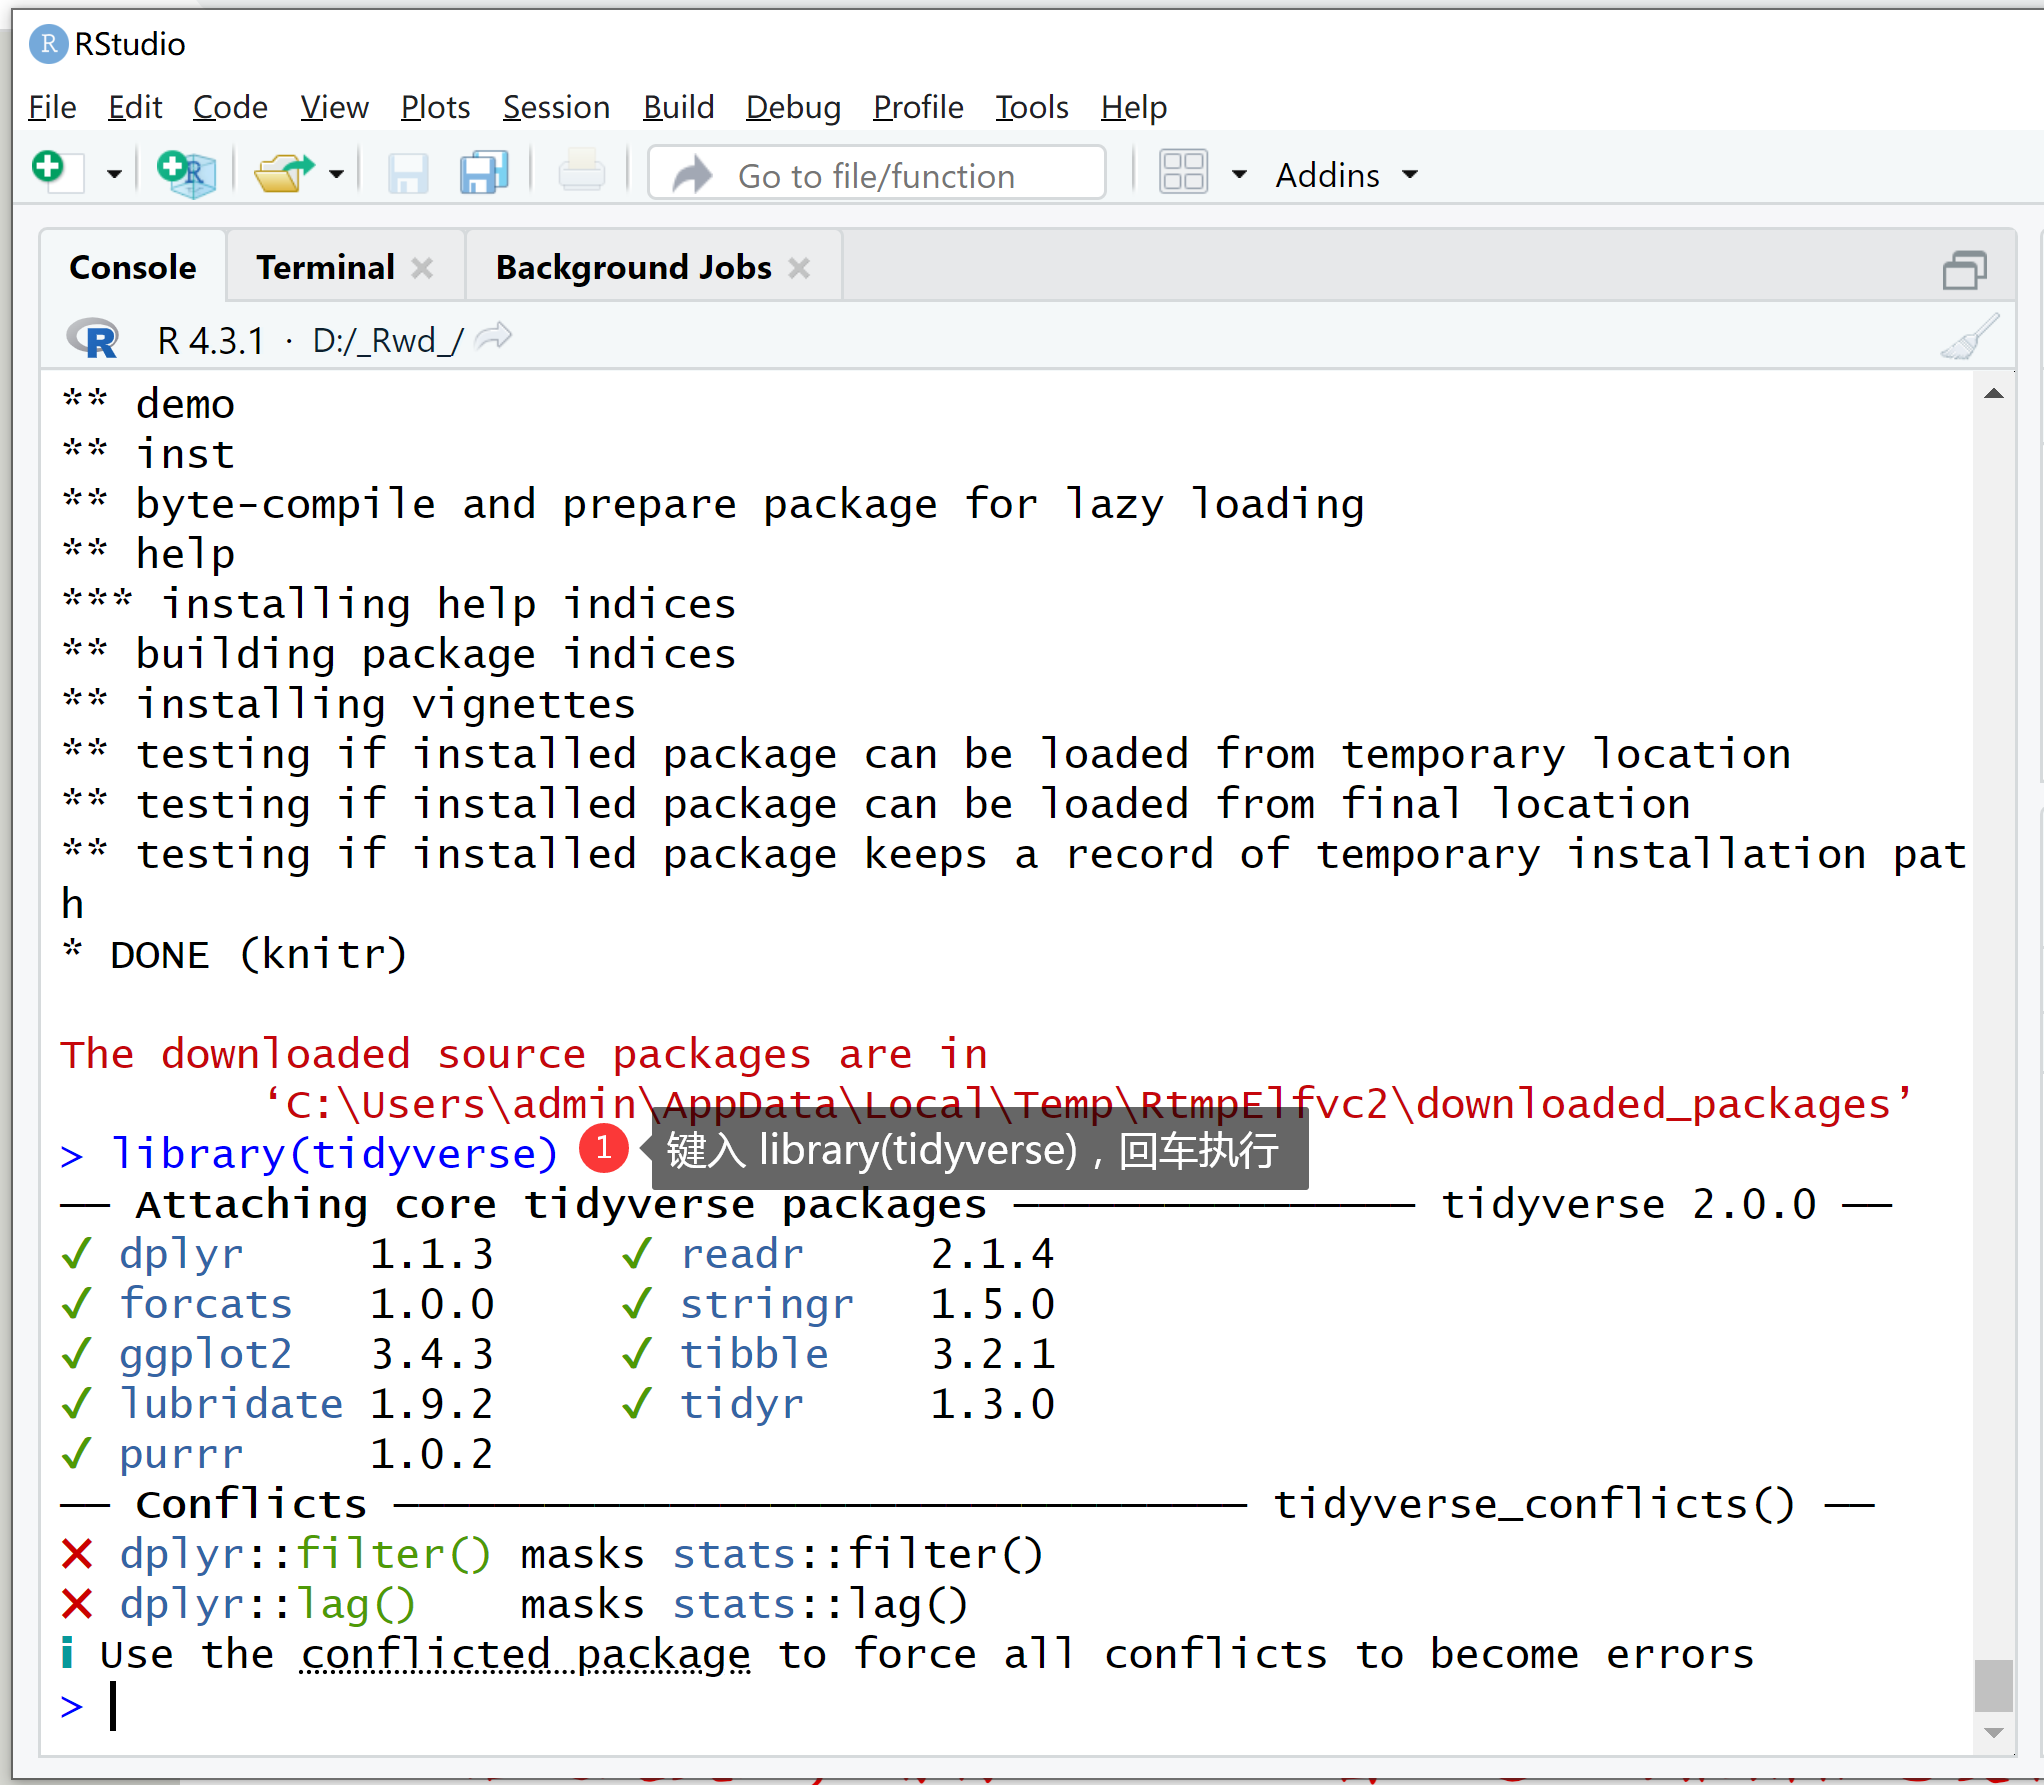 R RStudio
File Edit Code View Plots Session Build Debug Profile Tools Help
R Go to file/function Addins
Console Terminal Background Jobs
R R 4.3.1 · D:/_Rwd_/
** demo
** inst
** byte-compile and prepare package for lazy loading
** help
*** installing help indices
** building package indices
** installing vignettes
** testing if installed package can be loaded from temporary location
** testing if installed package can be loaded from final location
** testing if installed package keeps a record of temporary installation pat
h
* DONE (knitr)
The downloaded source packages are in
‘C:\Users\admin\AppData\Local\Temp\RtmpElfvc2\downloaded_packages’
> library(tidyverse) 1 键入 library(tidyverse)，回车执行
── Attaching core tidyverse packages ──────────────── tidyverse 2.0.0 ──
✔ dplyr 1.1.3 ✔ readr 2.1.4
✔ forcats 1.0.0 ✔ stringr 1.5.0
✔ ggplot2 3.4.3 ✔ tibble 3.2.1
✔ lubridate 1.9.2 ✔ tidyr 1.3.0
✔ purrr 1.0.2
── Conflicts ────────────────────────────────── tidyverse_conflicts() ──
✖ dplyr::filter() masks stats::filter()
✖ dplyr::lag() masks stats::lag()
ℹ Use the conflicted package to force all conflicts to become errors
>